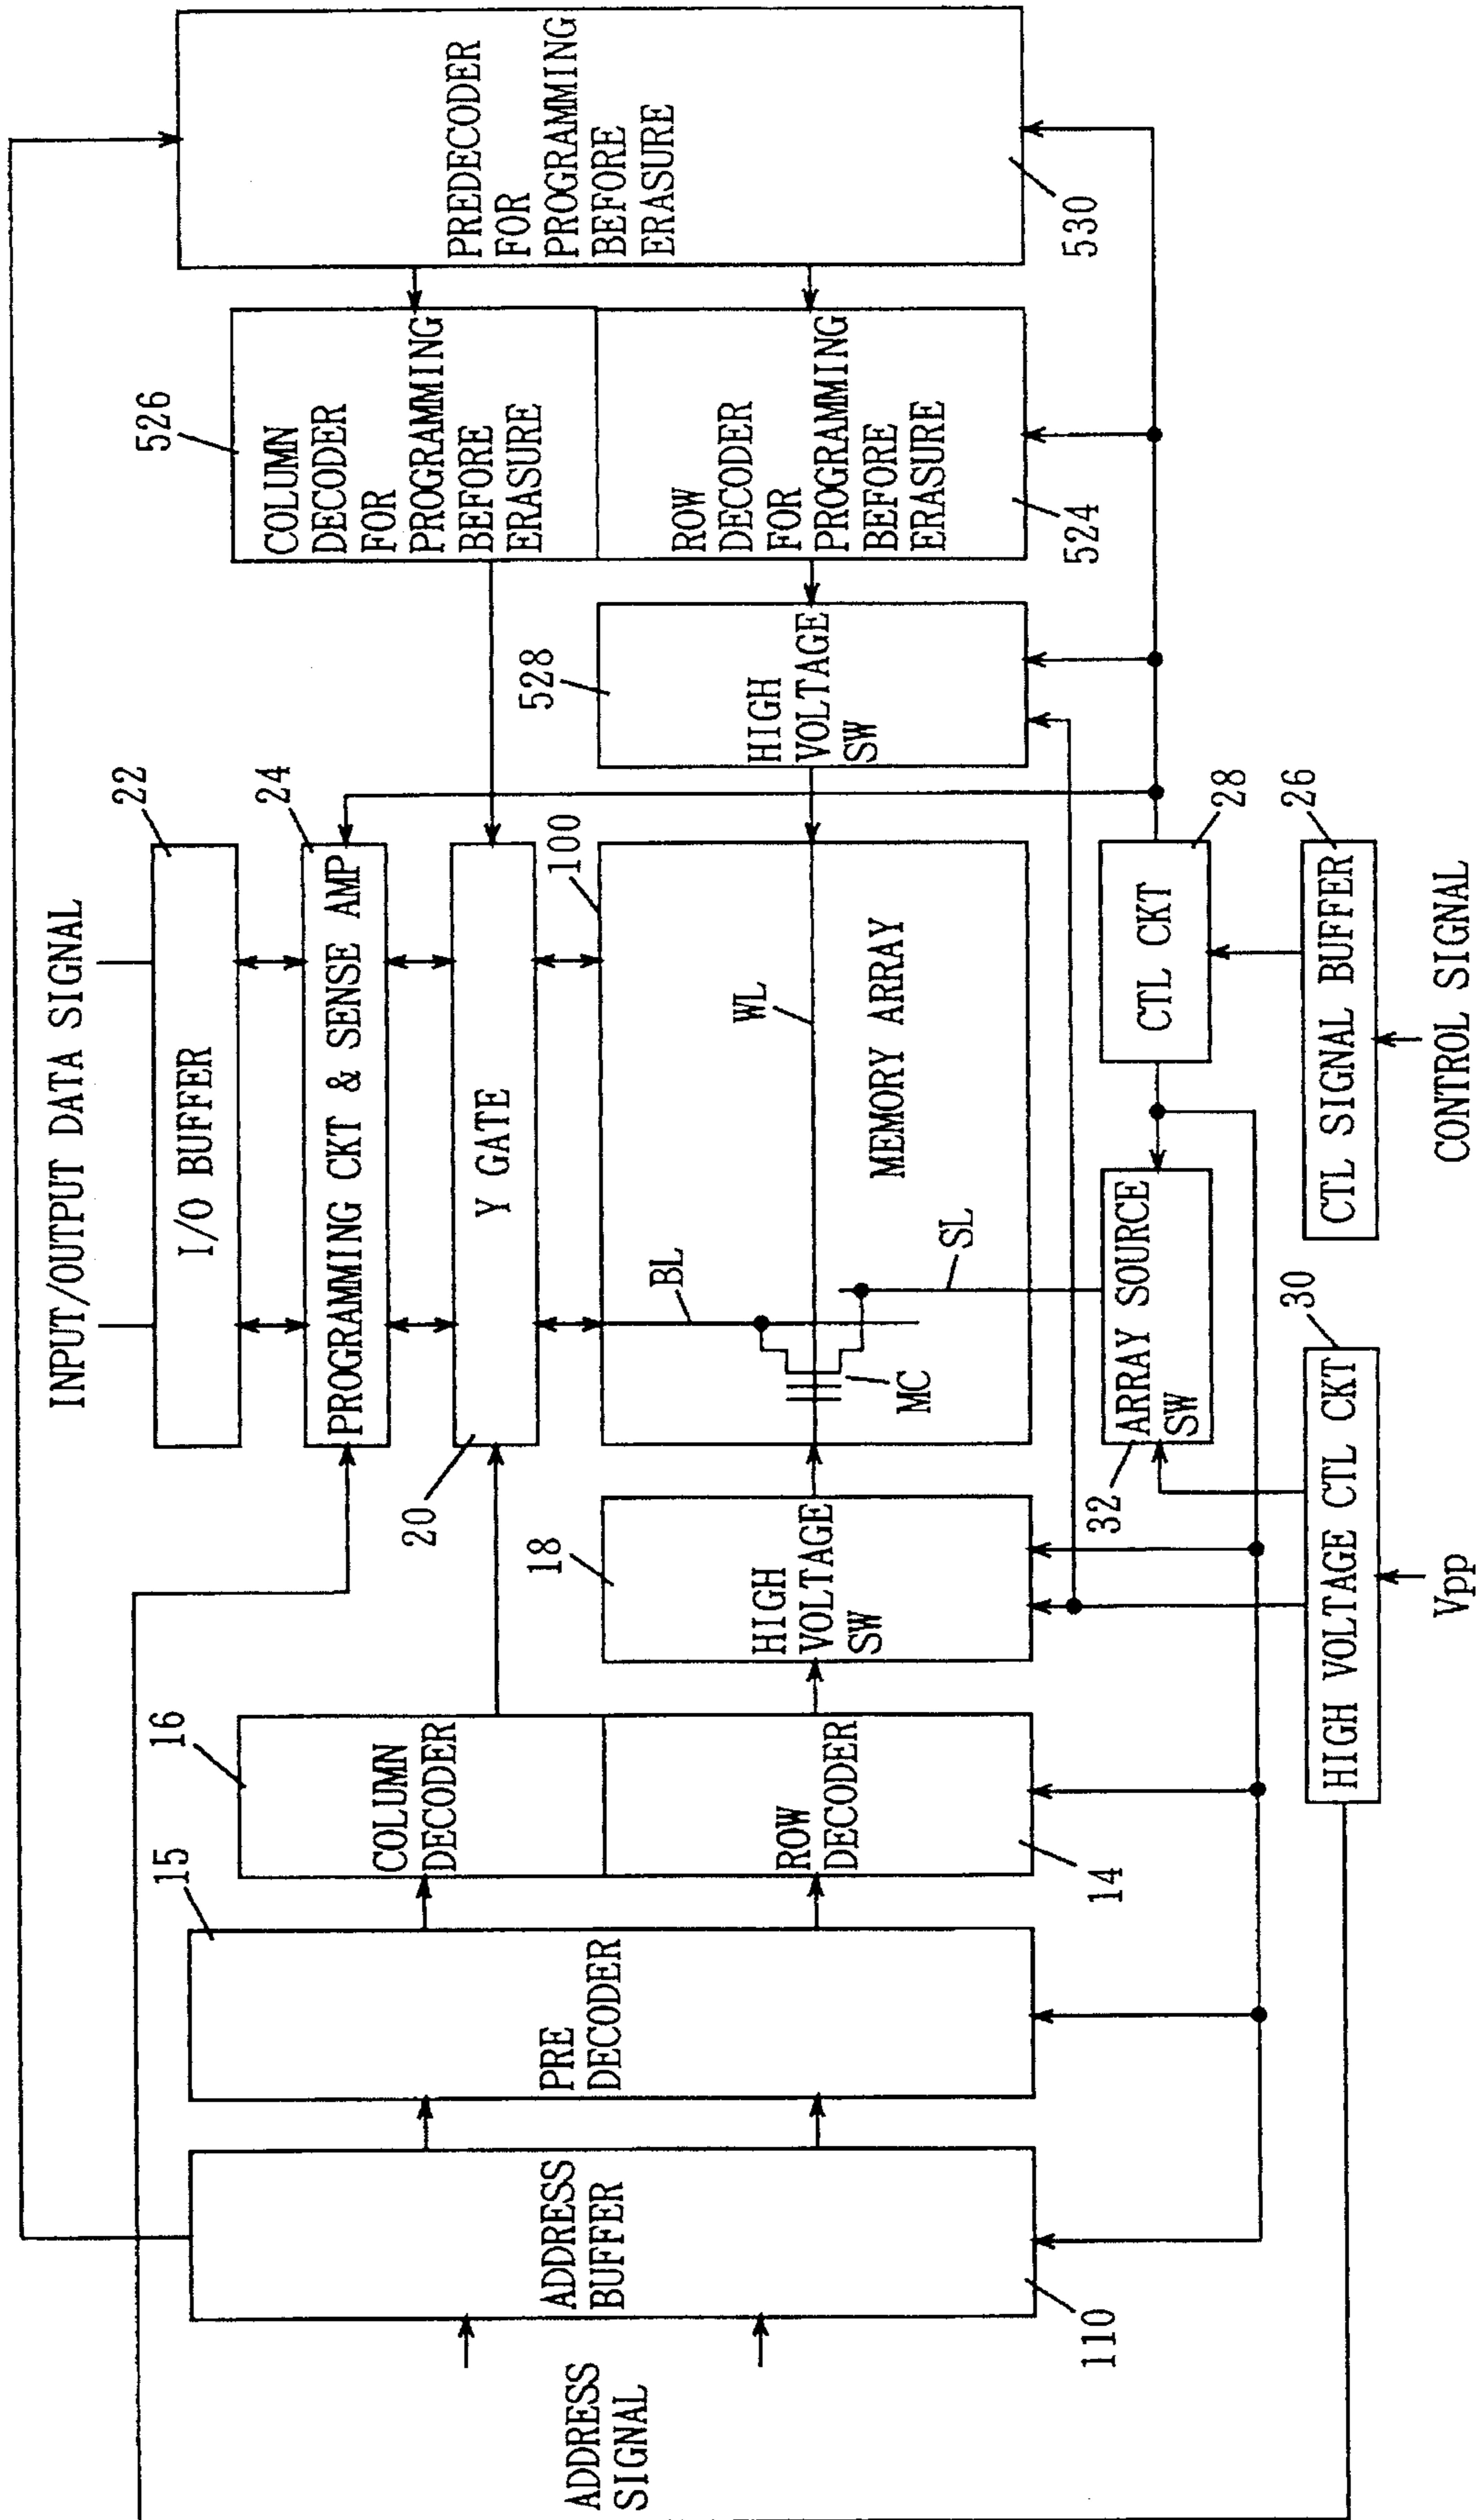 INPUT/OUTPUT DATA SIGNAL
I/O BUFFER
22
PROGRAMMING CKT & SENSE AMP
24
Y GATE
20
100
ADDRESS
SIGNAL
ADDRESS
BUFFER
110
PRE
DECODER
15
COLUMN
DECODER
16
ROW
DECODER
14
HIGH
VOLTAGE
SW
18
BL
WL
MC
SL
MEMORY ARRAY
HIGH
VOLTAGE
SW
528
COLUMN
DECODER
FOR
PROGRAMMING
BEFORE
ERASURE
526
ROW
DECODER
FOR
PROGRAMMING
BEFORE
ERASURE
524
PREDECODER
FOR
PROGRAMMING
BEFORE
ERASURE
530
ARRAY SOURCE
SW
32
CTL CKT
28
HIGH VOLTAGE CTL CKT
30
Vpp
CTL SIGNAL BUFFER
26
CONTROL SIGNAL